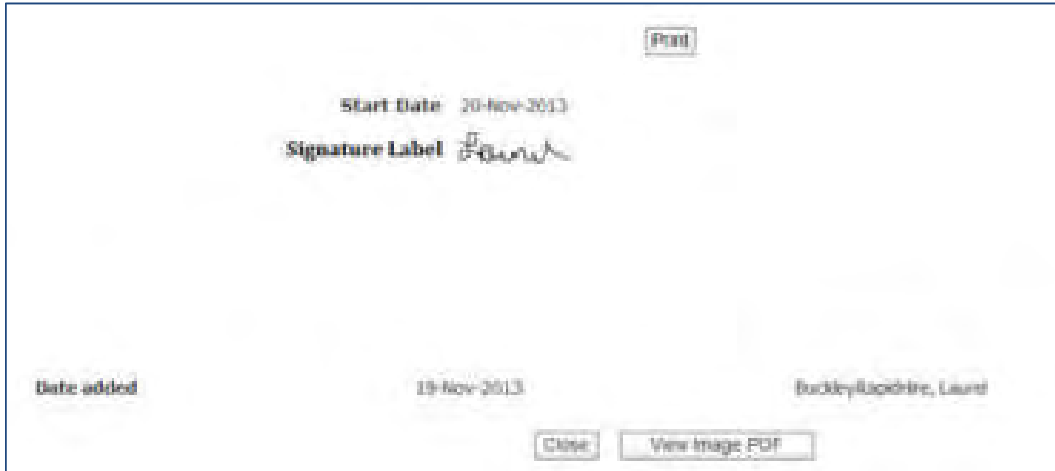 Print
Start Date 20-Nov-2013
Signature Label
Date added 19-Nov-2013 BuckleyRapidHire, Laurel
Close View Image PDF